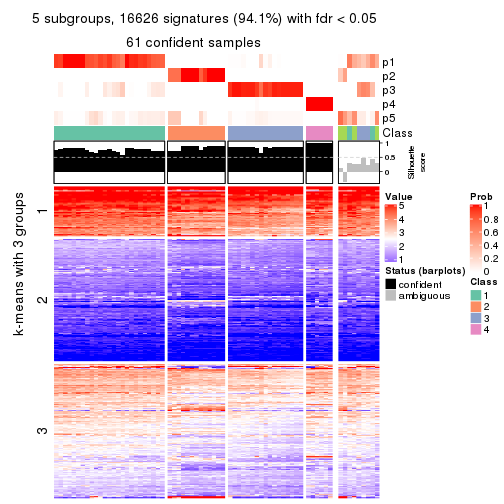 5 subgroups, 16626 signatures (94.1%) with fdr < 0.05
61 confident samples
p1
p2
p3
p4
p5
Class
1
0.5
0
Silhouette
score
k-means with 3 groups
1
2
3
Value
5
4
3
2
1
Status (barplots)
confident
ambiguous
Prob
1
0.8
0.6
0.4
0.2
0
Class
1
2
3
4